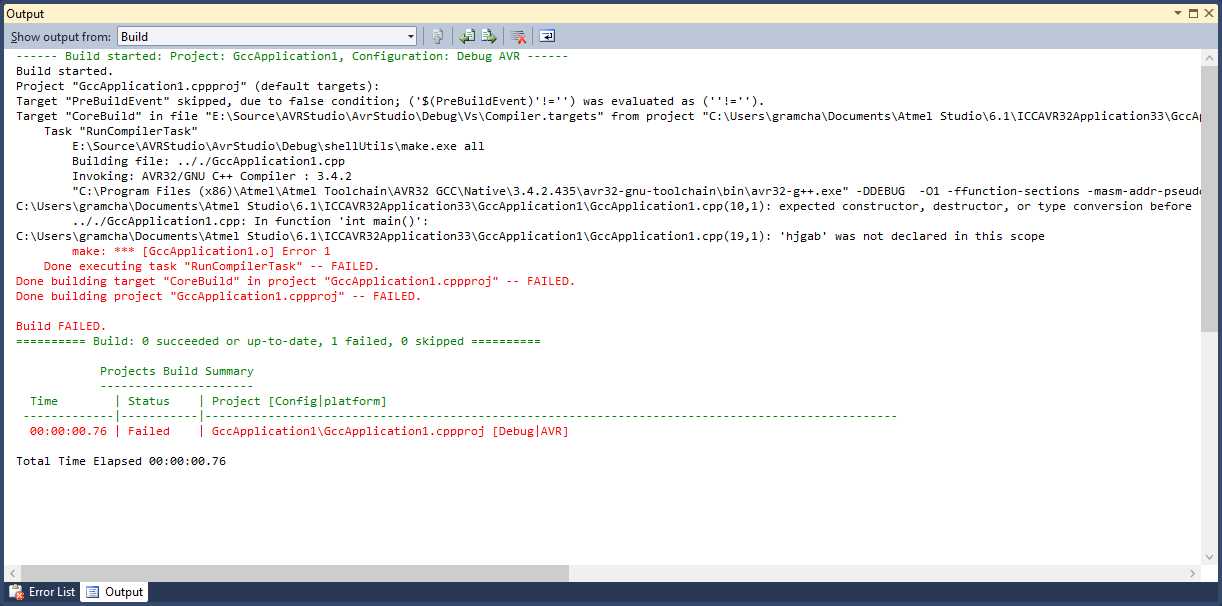 Output
Show output from: Build
------ Build started: Project: GccApplication1, Configuration: Debug AVR ------
Build started.
Project "GccApplication1.cppproj" (default targets):
Target "PreBuildEvent" skipped, due to false condition; ('$(PreBuildEvent)'!='') was evaluated as (''!='').
Target "CoreBuild" in file "E:\Source\AVRStudio\AvrStudio\Debug\Vs\Compiler.targets" from project "C:\Users\gramcha\Documents\Atmel Studio\6.1\ICCAVR32Application33\GccAp
Task "RunCompilerTask"
E:\Source\AVRStudio\AvrStudio\Debug\shellUtils\make.exe all
Building file: .././GccApplication1.cpp
Invoking: AVR32/GNU C++ Compiler : 3.4.2
"C:\Program Files (x86)\Atmel\Atmel Toolchain\AVR32 GCC\Native\3.4.2.435\avr32-gnu-toolchain\bin\avr32-g++.exe" -DDEBUG  -O1 -ffunction-sections -masm-addr-pseudo
C:\Users\gramcha\Documents\Atmel Studio\6.1\ICCAVR32Application33\GccApplication1\GccApplication1.cpp(10,1): expected constructor, destructor, or type conversion before
.././GccApplication1.cpp: In function 'int main()':
C:\Users\gramcha\Documents\Atmel Studio\6.1\ICCAVR32Application33\GccApplication1\GccApplication1.cpp(19,1): 'hjgab' was not declared in this scope
make: *** [GccApplication1.o] Error 1
Done executing task "RunCompilerTask" -- FAILED.
Done building target "CoreBuild" in project "GccApplication1.cppproj" -- FAILED.
Done building project "GccApplication1.cppproj" -- FAILED.
Build FAILED.
========== Build: 0 succeeded or up-to-date, 1 failed, 0 skipped ==========
Projects Build Summary
----------------------
Time | Status | Project [Config|platform]
-------------|-----------|---------------------------------------------------------------------------------------------------
00:00:00.76 | Failed | GccApplication1\GccApplication1.cppproj [Debug|AVR]
Total Time Elapsed 00:00:00.76
Error List Output